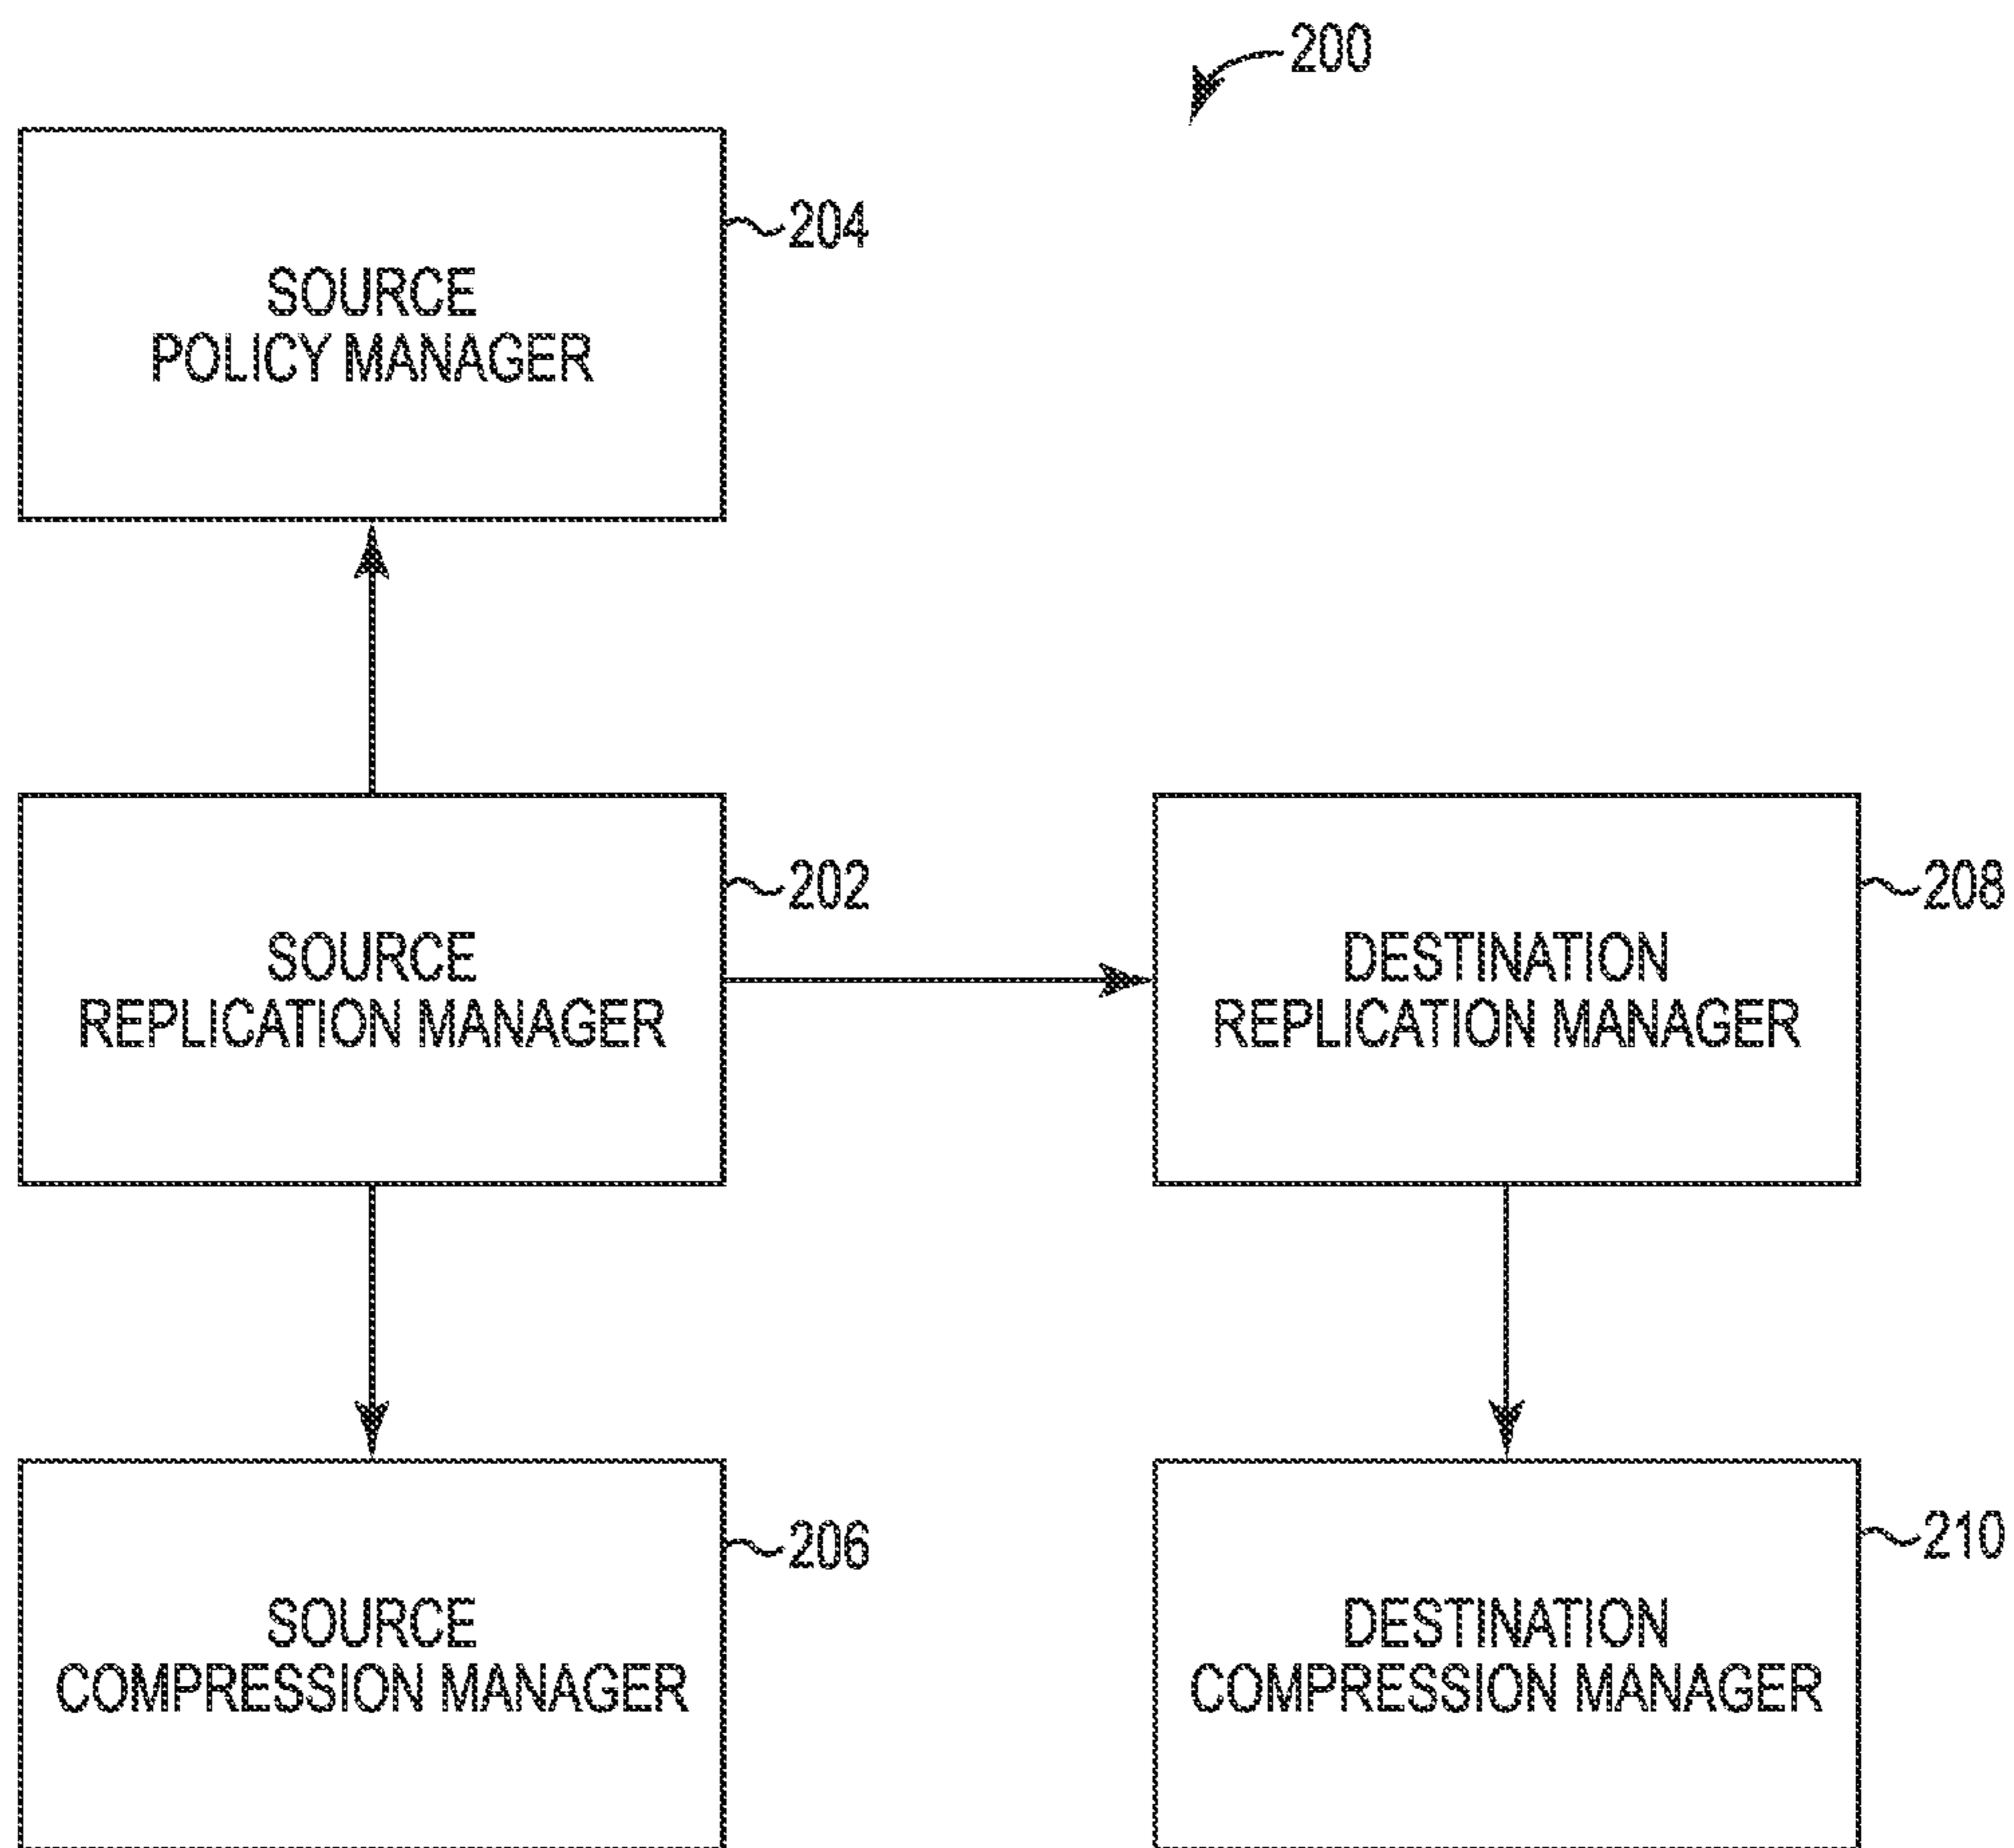 200
204
SOURCE
POLICY MANAGER
202
SOURCE
REPLICATION MANAGER
208
DESTINATION
REPLICATION MANAGER
206
SOURCE
COMPRESSION MANAGER
210
DESTINATION
COMPRESSION MANAGER